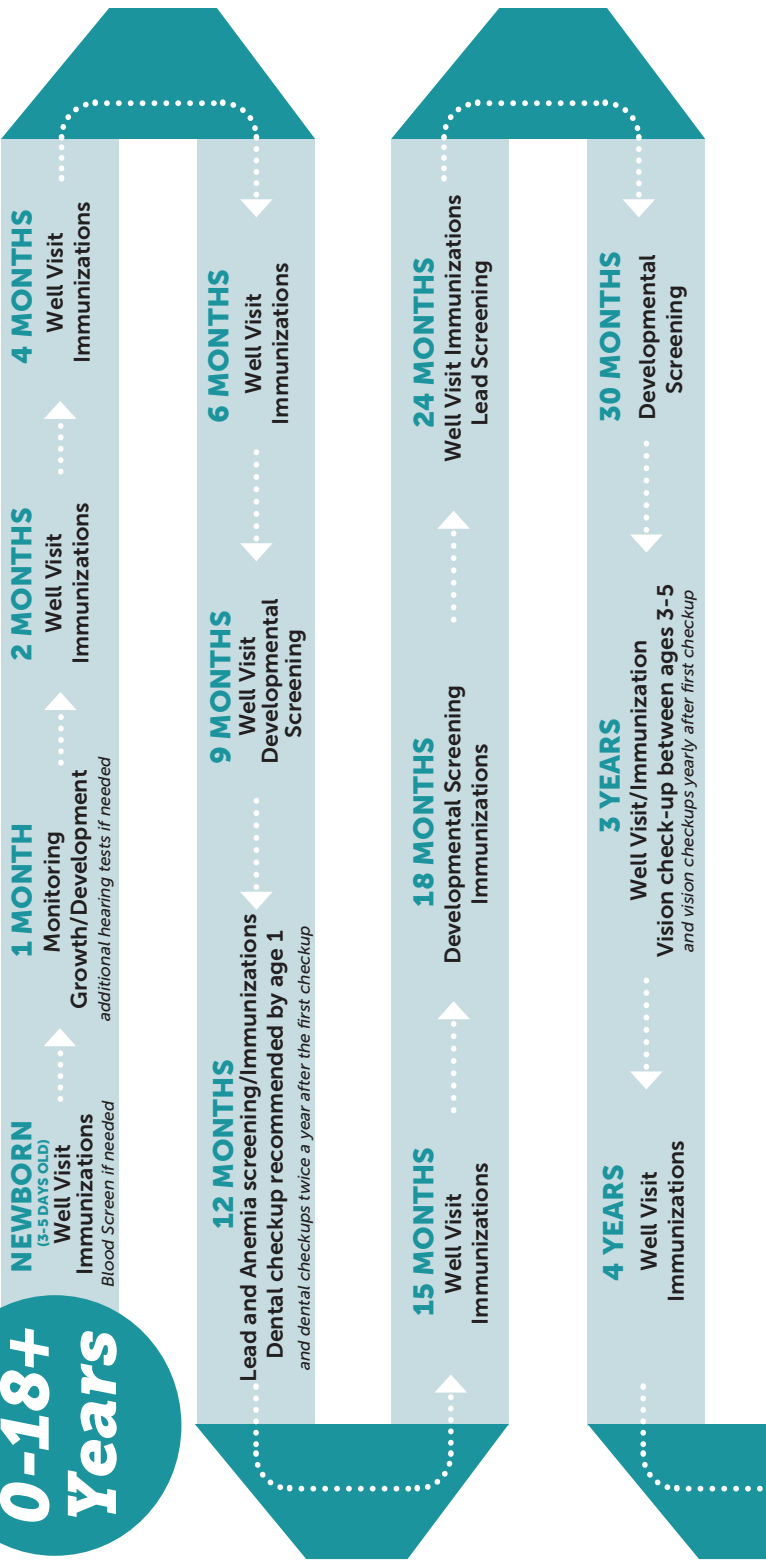 0-18+
Years
NEWBORN
(3-5 DAYS OLD)
Well Visit
Immunizations
Blood Screen if needed
1 MONTH
Monitoring
Growth/Development
additional hearing tests if needed
2 MONTHS
Well Visit
Immunizations
4 MONTHS
Well Visit
Immunizations
6 MONTHS
Well Visit
Immunizations
9 MONTHS
Well Visit
Developmental
Screening
12 MONTHS
Lead and Anemia screening/Immunizations
Dental checkup recommended by age 1
and dental checkups twice a year after the first checkup
15 MONTHS
Well Visit
Immunizations
18 MONTHS
Developmental Screening
Immunizations
24 MONTHS
Well Visit Immunizations
Lead Screening
30 MONTHS
Developmental
Screening
3 YEARS
Well Visit/Immunization
Vision check-up between ages 3-5
and vision checkups yearly after first checkup
4 YEARS
Well Visit
Immunizations